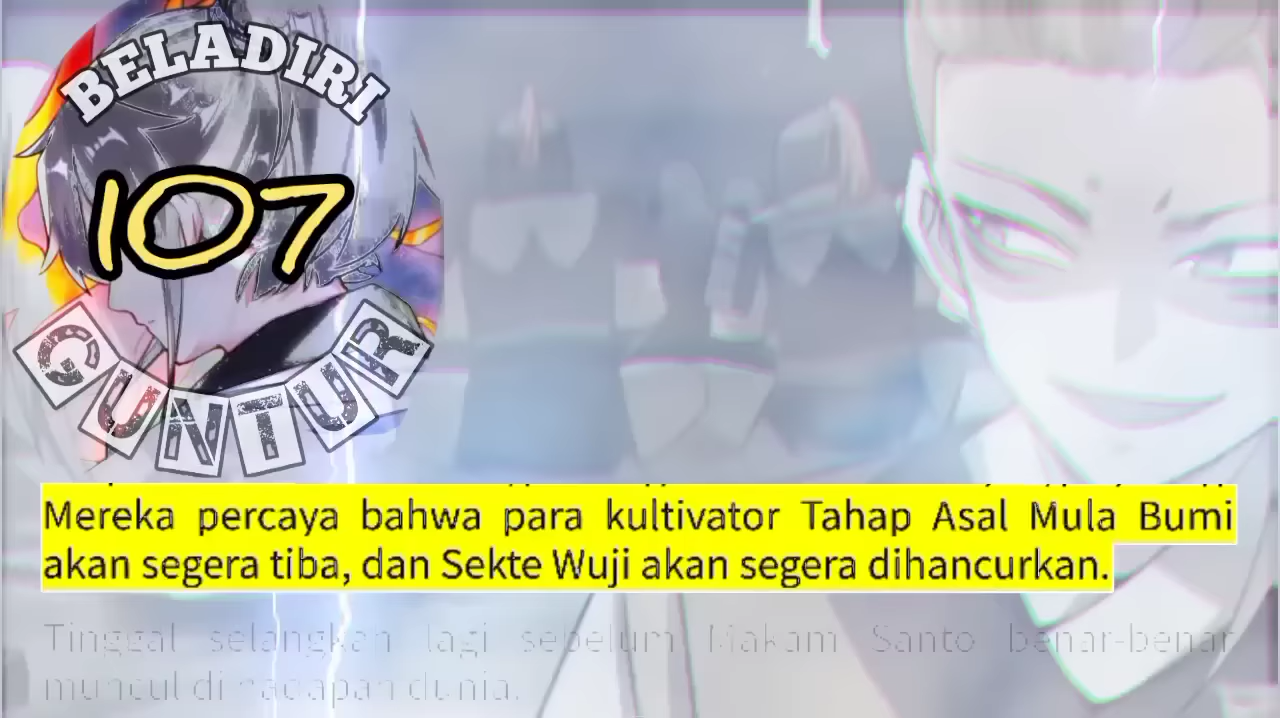 BELADIRI
107
GUNTUR
Mereka percaya bahwa para kultivator Tahap Asal Mula Bumi
akan segera tiba, dan Sekte Wuji akan segera dihancurkan.
Tinggal selangkah lagi sebelum Makam Santo benar-benar
muncul di hadapan dunia.